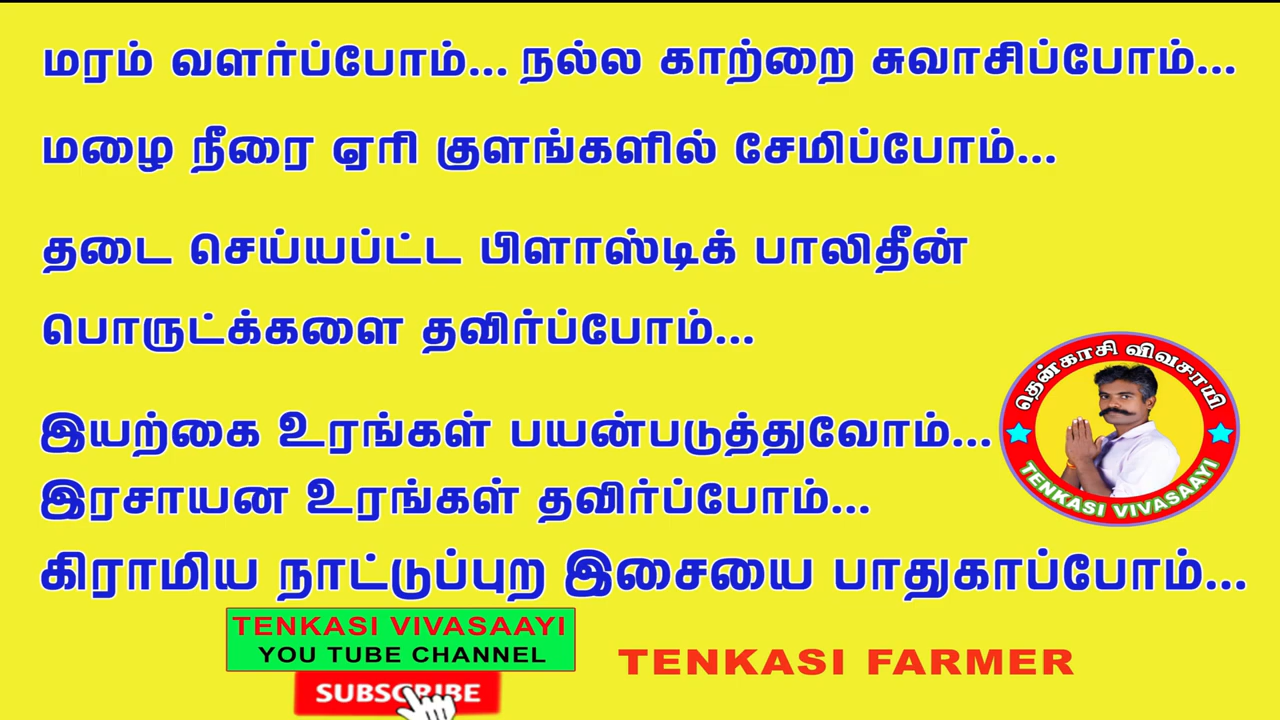 மரம் வளர்ப்போம்... நல்ல காற்றை சுவாசிப்போம்...
மழை நீரை ஏரி குளங்களில் சேமிப்போம்...
தடை செய்யப்ட்ட பிளாஸ்டிக் பாலிதீன்
பொருட்க்களை தவிர்ப்போம்...
இயற்கை உரங்கள் பயன்படுத்துவோம்...
தென்காசி விவசாயி
TENKASI VIVASAAYI
இரசாயன உரங்கள் தவிர்ப்போம்...
கிராமிய நாட்டுப்புற இசையை பாதுகாப்போம்...
TENKASI VIVASAAYI
YOU TUBE CHANNEL
SUBSCRIBE
TENKASI FARMER